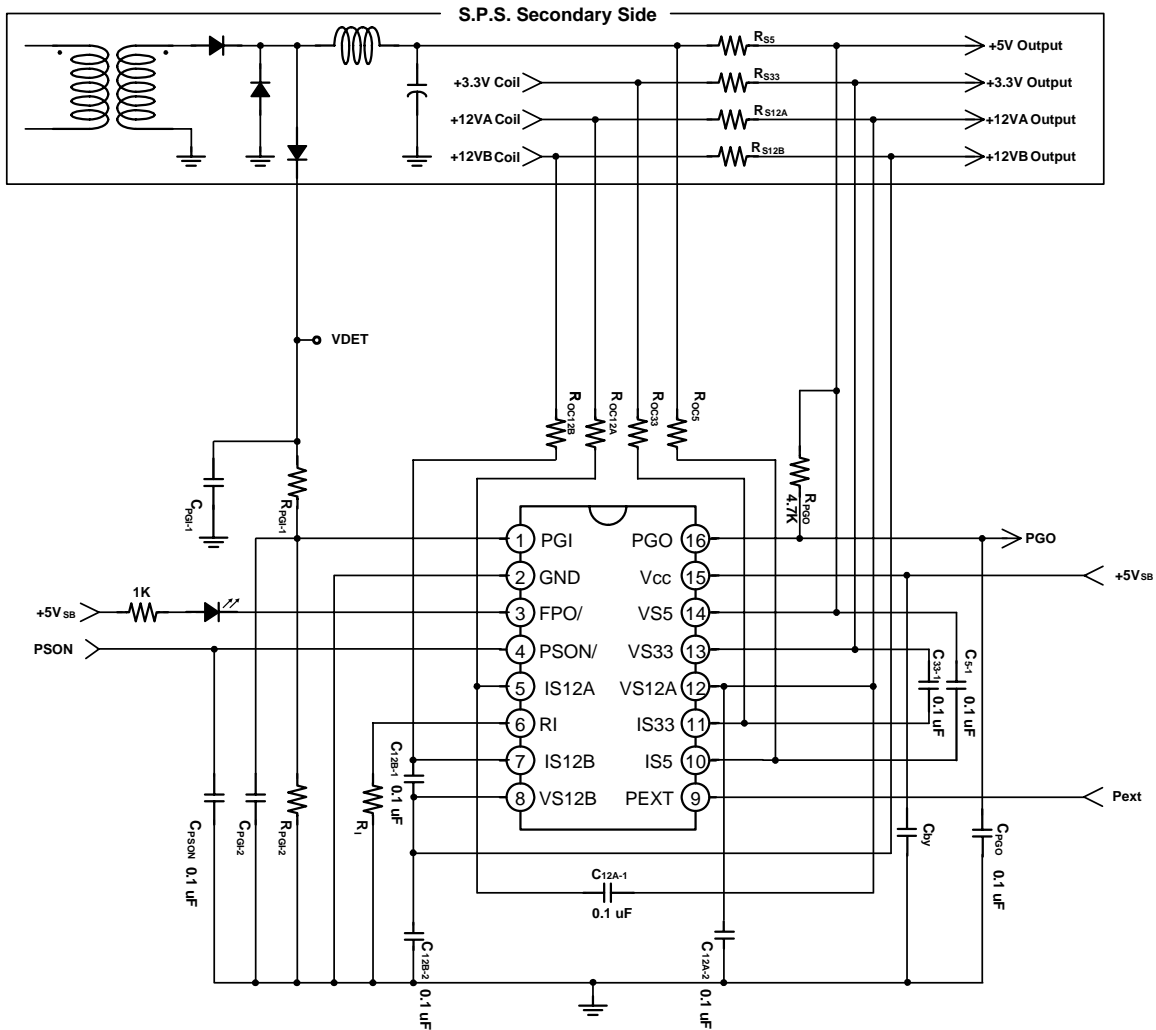 S.P.S. Secondary Side
RS5
+5V Output
+3.3V Coil
RS33
+3.3V Output
+12VA Coil
RS12A
+12VA Output
+12VB Coil
RS12B
+12VB Output
VDET
ROC12B
ROC12A
ROC33
ROC5
CPGI-1
RPGI-1
RPGO
4.7K
1 PGI
PGO 16
PGO
2 GND
Vcc 15
+5VSB
+5VSB
1K
3 FPO/
VS5 14
PSON
4 PSON/
VS33 13
5 IS12A
VS12A 12
C33-1 0.1 uF
C5-1 0.1 uF
6 RI
IS33 11
7 IS12B
IS5 10
C12B-1
0.1 uF
8 VS12B
PEXT 9
Pext
CPSON 0.1 uF
CPGI-2
RPGI-2
RI
Cby
CPGO 0.1 uF
C12A-1
0.1 uF
C12B-2 0.1 uF
C12A-2 0.1 uF